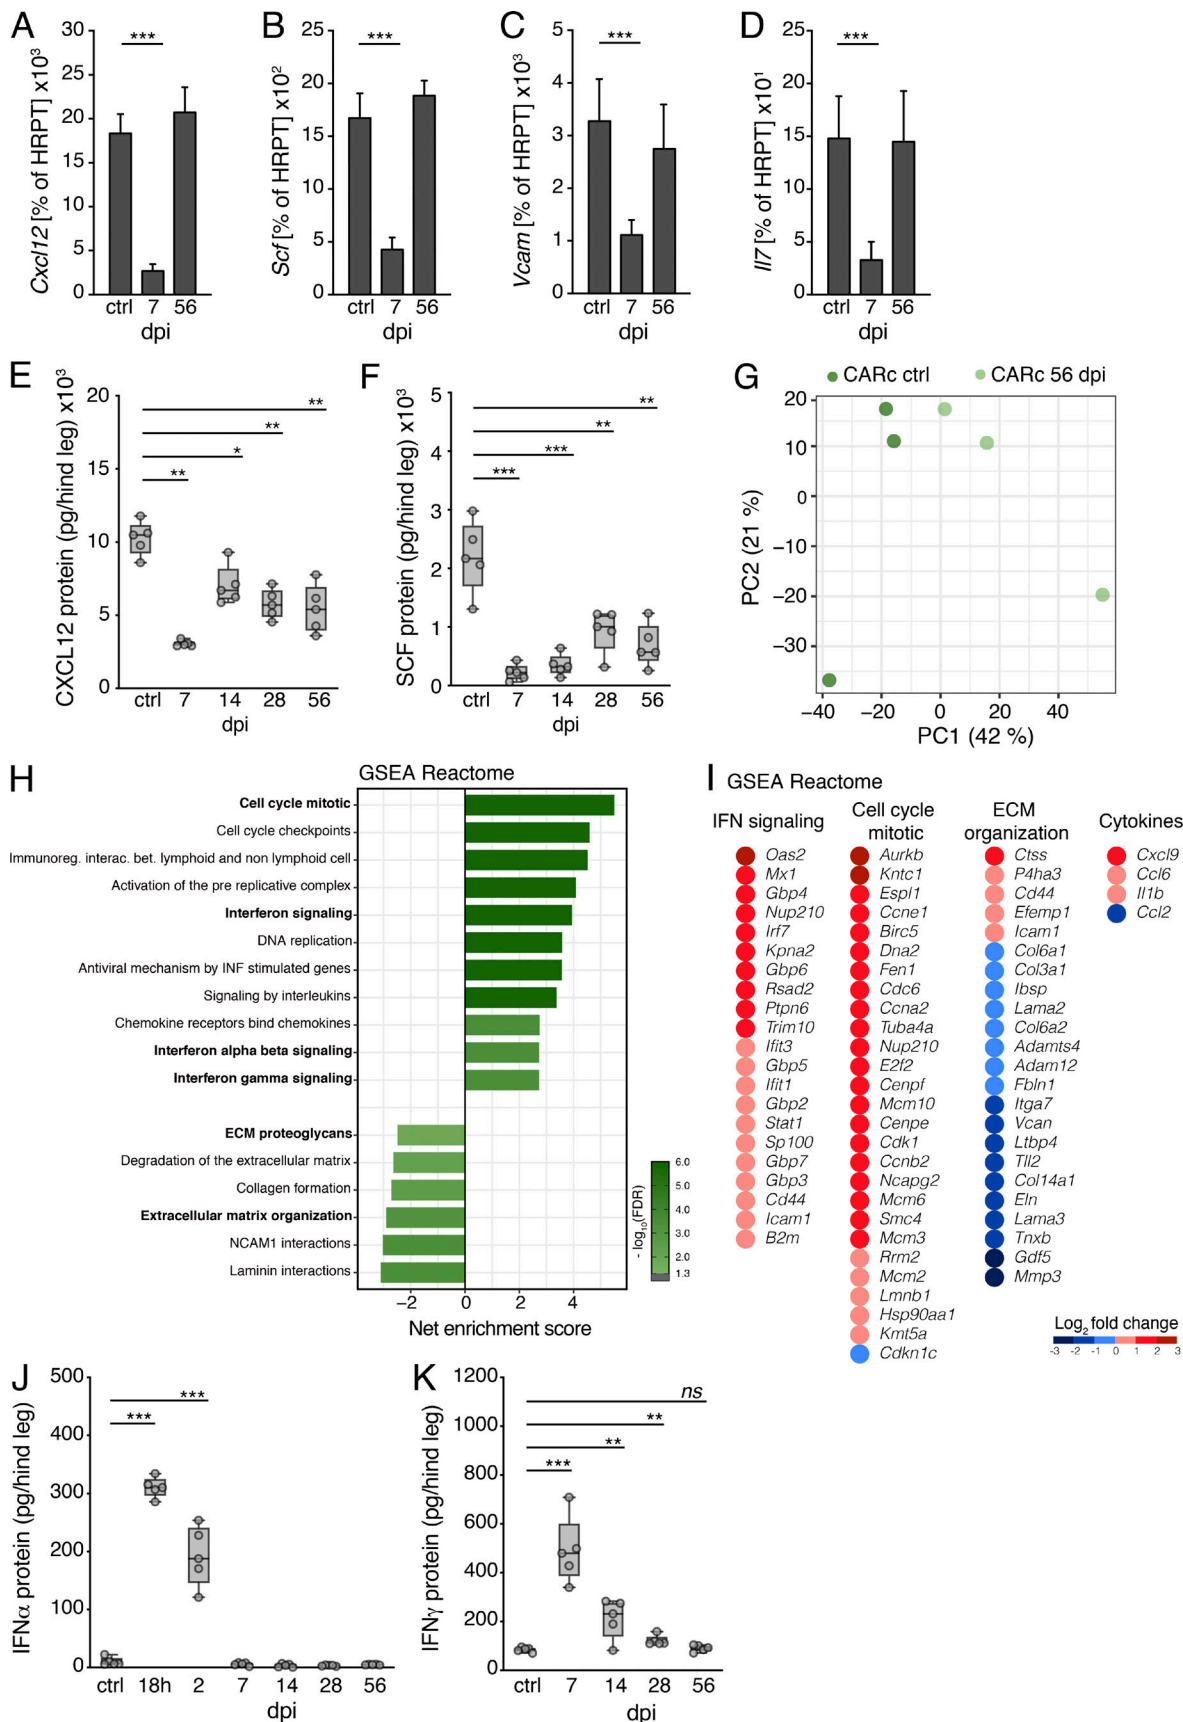 A
Cxcl12 [% of HRPT] x10³
30
25
20
15
10
5
0
***
ctrl 7 56
dpi
B
Scf [% of HRPT] x10²
25
20
15
10
5
0
***
ctrl 7 56
dpi
C
Vcam [% of HRPT] x10³
5
4
3
2
1
0
***
ctrl 7 56
dpi
D
Il7 [% of HRPT] x10¹
25
20
15
10
5
0
***
ctrl 7 56
dpi
E
CXCL12 protein (pg/hind leg) x10³
20
15
10
5
0
**
**
*
**
ctrl 7 14 28 56
dpi
F
SCF protein (pg/hind leg) x10³
5
4
3
2
1
0
**
**
***
***
ctrl 7 14 28 56
dpi
G
CARc ctrl CARc 56 dpi
PC2 (21 %)
20
10
0
−10
−20
−30
−40 −20 0 20 40
PC1 (42 %)
H
GSEA Reactome
Cell cycle mitotic
Cell cycle checkpoints
Immunoreg. interac. bet. lymphoid and non lymphoid cell
Activation of the pre replicative complex
Interferon signaling
DNA replication
Antiviral mechanism by INF stimulated genes
Signaling by interleukins
Chemokine receptors bind chemokines
Interferon alpha beta signaling
Interferon gamma signaling
ECM proteoglycans
Degradation of the extracellular matrix
Collagen formation
Extracellular matrix organization
NCAM1 interactions
Laminin interactions
−2 0 2 4
Net enrichment score
- log₁₀(FDR)
6.0
5.0
4.0
3.0
2.0
1.3
I GSEA Reactome
IFN signaling
Oas2
Mx1
Gbp4
Nup210
Irf7
Kpna2
Gbp6
Rsad2
Ptpn6
Trim10
Ifit3
Gbp5
Ifit1
Gbp2
Stat1
Sp100
Gbp7
Gbp3
Cd44
Icam1
B2m
Cell cycle
mitotic
Aurkb
Kntc1
Espl1
Ccne1
Birc5
Dna2
Fen1
Cdc6
Ccna2
Tuba4a
Nup210
E2f2
Cenpf
Mcm10
Cenpe
Cdk1
Ccnb2
Ncapg2
Mcm6
Smc4
Mcm3
Rrm2
Mcm2
Lmnb1
Hsp90aa1
Kmt5a
Cdkn1c
ECM
organization
Ctss
P4ha3
Cd44
Efemp1
Icam1
Col6a1
Col3a1
Ibsp
Lama2
Col6a2
Adamts4
Adam12
Fbln1
Itga7
Vcan
Ltbp4
Tll2
Col14a1
Eln
Lama3
Tnxb
Gdf5
Mmp3
Cytokines
Cxcl9
Ccl6
Il1b
Ccl2
Log₂ fold change
-3 -2 -1 0 1 2 3
J
IFNα protein (pg/hind leg)
500
400
300
200
100
0
***
***
ctrl 18h 2 7 14 28 56
dpi
K
IFNγ protein (pg/hind leg)
1200
1000
800
600
400
200
0
ns
**
**
***
ctrl 7 14 28 56
dpi